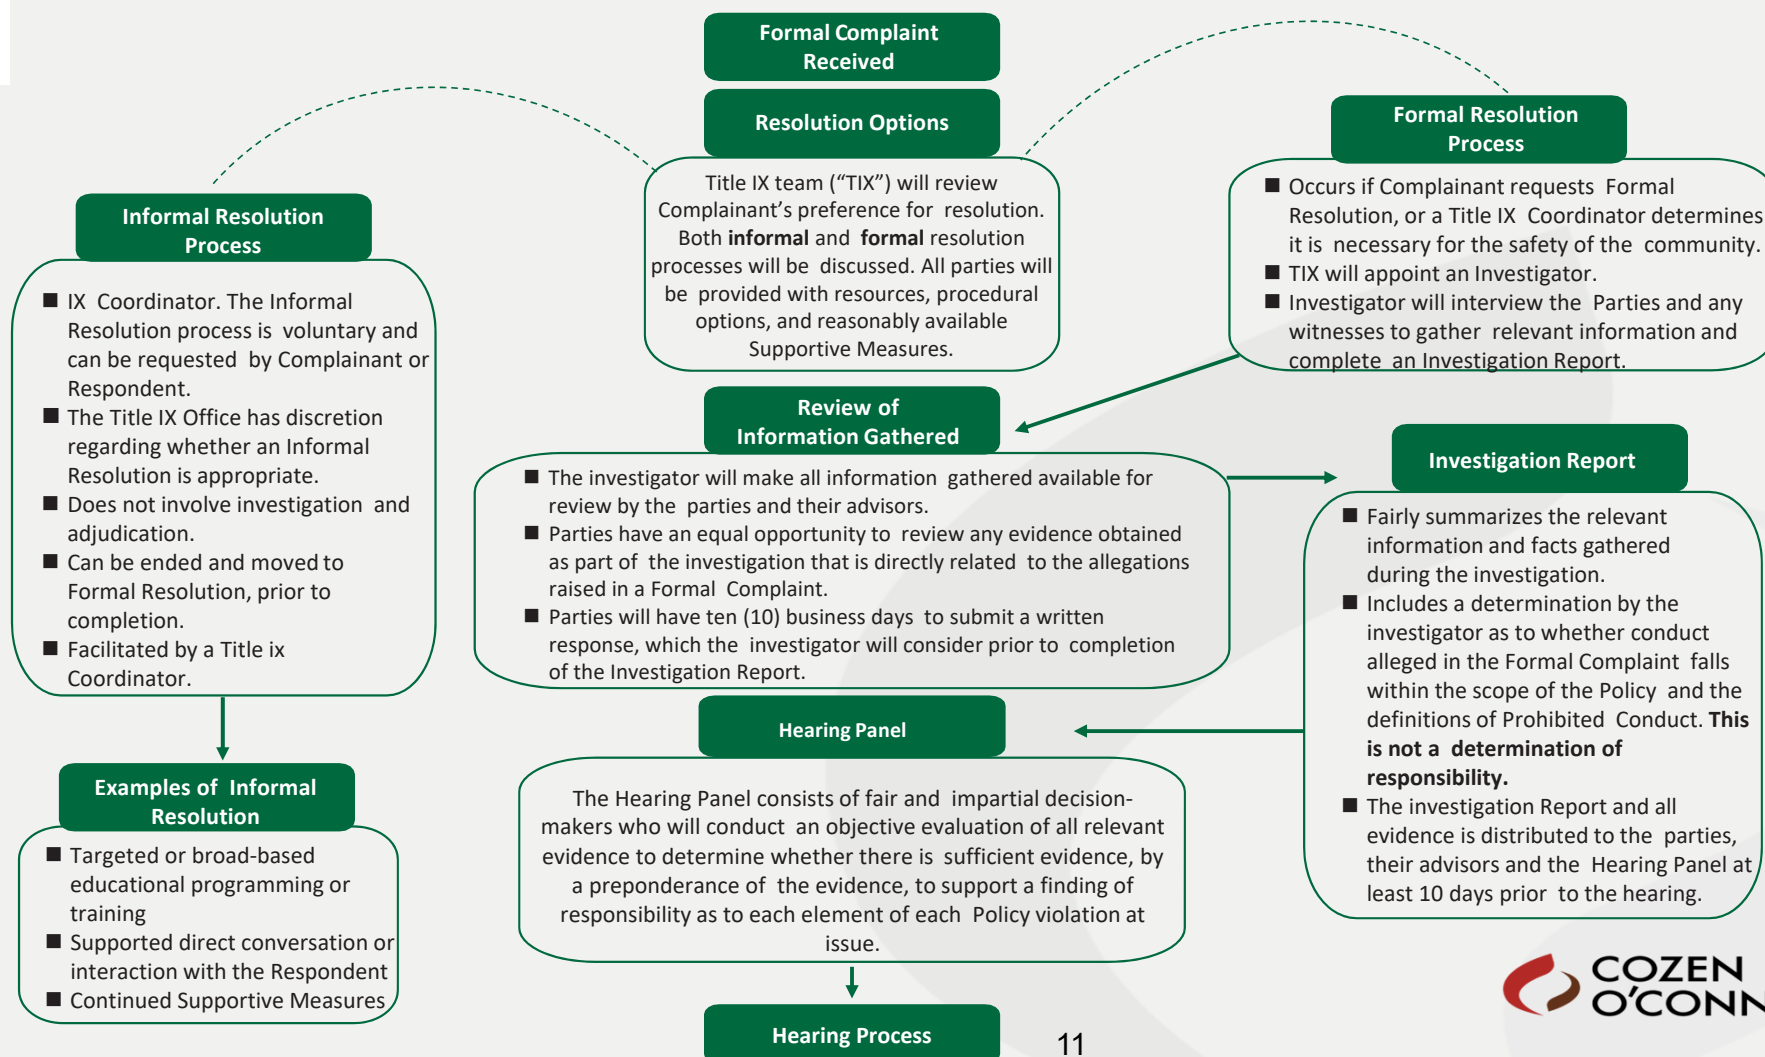 Formal Complaint
Received
Resolution Options
Title IX team (“TIX”) will review
Complainant’s preference for resolution.
Both informal and formal resolution
processes will be discussed. All parties will
be provided with resources, procedural
options, and reasonably available
Supportive Measures.
Informal Resolution
Process
■ IX Coordinator. The Informal
Resolution process is voluntary and
can be requested by Complainant or
Respondent.
■ The Title IX Office has discretion
regarding whether an Informal
Resolution is appropriate.
■ Does not involve investigation and
adjudication.
■ Can be ended and moved to
Formal Resolution, prior to
completion.
■ Facilitated by a Title ix
Coordinator.
Examples of Informal
Resolution
■ Targeted or broad-based
educational programming or
training
■ Supported direct conversation or
interaction with the Respondent
■ Continued Supportive Measures
Formal Resolution
Process
■ Occurs if Complainant requests Formal
Resolution, or a Title IX Coordinator determines
it is necessary for the safety of the community.
■ TIX will appoint an Investigator.
■ Investigator will interview the Parties and any
witnesses to gather relevant information and
complete an Investigation Report.
Review of
Information Gathered
■ The investigator will make all information gathered available for
review by the parties and their advisors.
■ Parties have an equal opportunity to review any evidence obtained
as part of the investigation that is directly related to the allegations
raised in a Formal Complaint.
■ Parties will have ten (10) business days to submit a written
response, which the investigator will consider prior to completion
of the Investigation Report.
Investigation Report
■ Fairly summarizes the relevant
information and facts gathered
during the investigation.
■ Includes a determination by the
investigator as to whether conduct
alleged in the Formal Complaint falls
within the scope of the Policy and the
definitions of Prohibited Conduct. This
is not a determination of
responsibility.
■ The investigation Report and all
evidence is distributed to the parties,
their advisors and the Hearing Panel at
least 10 days prior to the hearing.
Hearing Panel
The Hearing Panel consists of fair and impartial decision-
makers who will conduct an objective evaluation of all relevant
evidence to determine whether there is sufficient evidence, by
a preponderance of the evidence, to support a finding of
responsibility as to each element of each Policy violation at
issue.
Hearing Process
11
COZEN
O’CONN